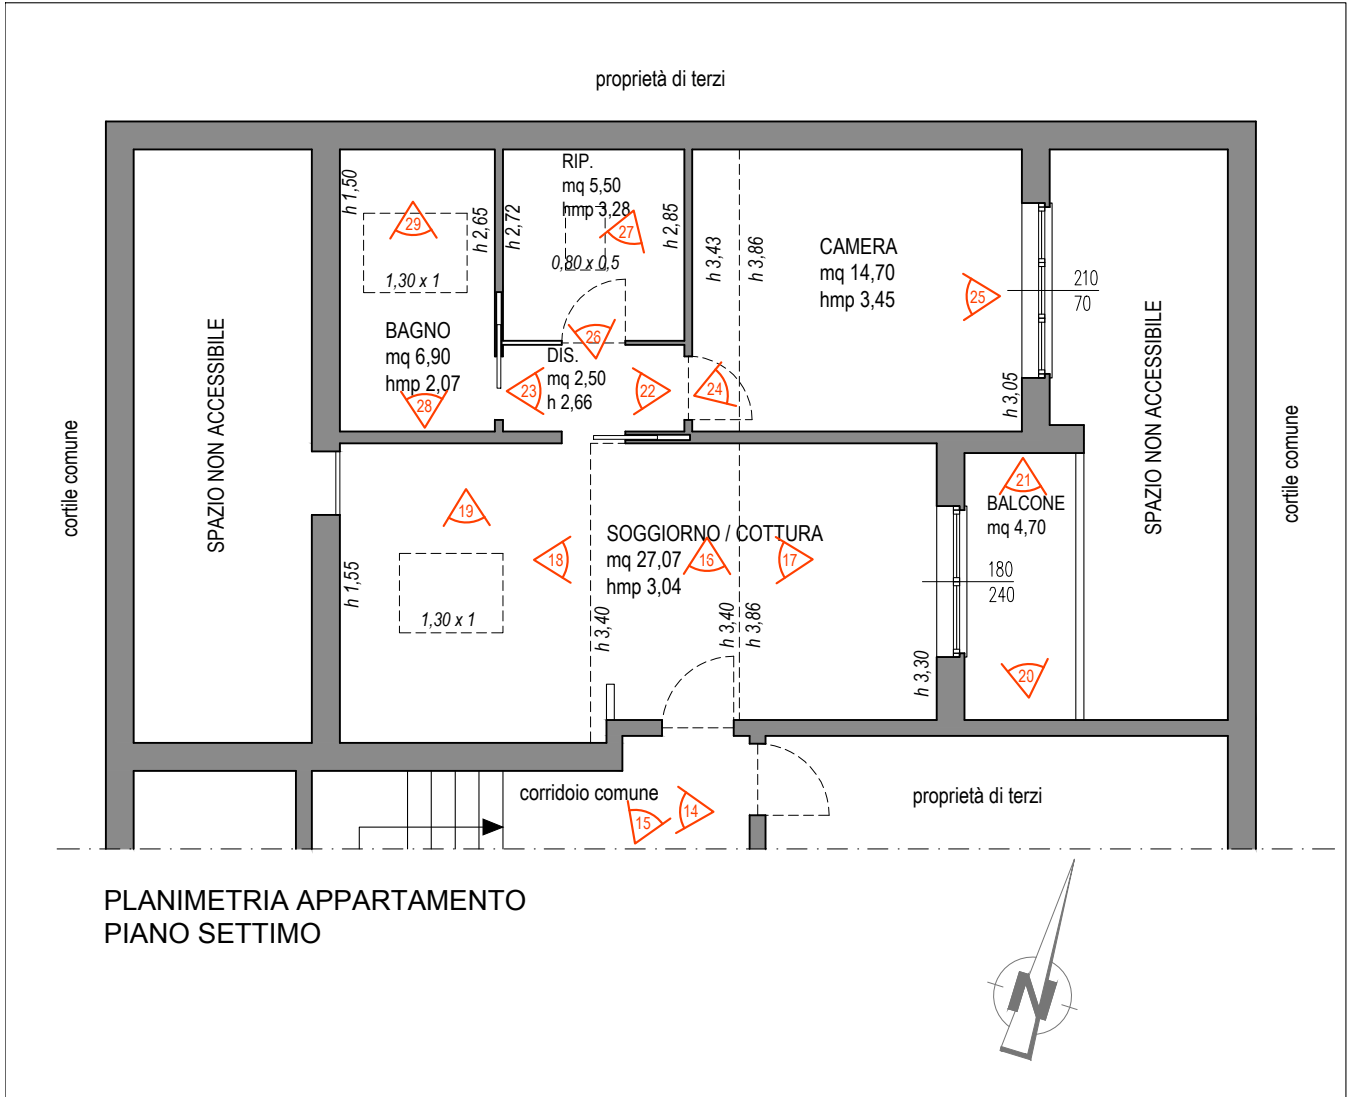 proprietà di terzi
RIP.
mq 5,50
hmp 3,28
h 1,50
h 2,65
h 2,72
h 2,85
29
27
0,80 x 0,5
1,30 x 1
h 3,43
h 3,86
CAMERA
mq 14,70
hmp 3,45
25
210
70
BAGNO
mq 6,90
hmp 2,07
26
DIS.
mq 2,50
h 2,66
23
22
24
28
h 3,05
SPAZIO NON ACCESSIBILE
SPAZIO NON ACCESSIBILE
cortile comune
cortile comune
19
18
SOGGIORNO / COTTURA
mq 27,07
hmp 3,04
16
17
21
BALCONE
mq 4,70
180
240
h 1,55
1,30 x 1
h 3,40
h 3,40
h 3,86
h 3,30
20
corridoio comune
15
14
proprietà di terzi
PLANIMETRIA APPARTAMENTO
PIANO SETTIMO
N